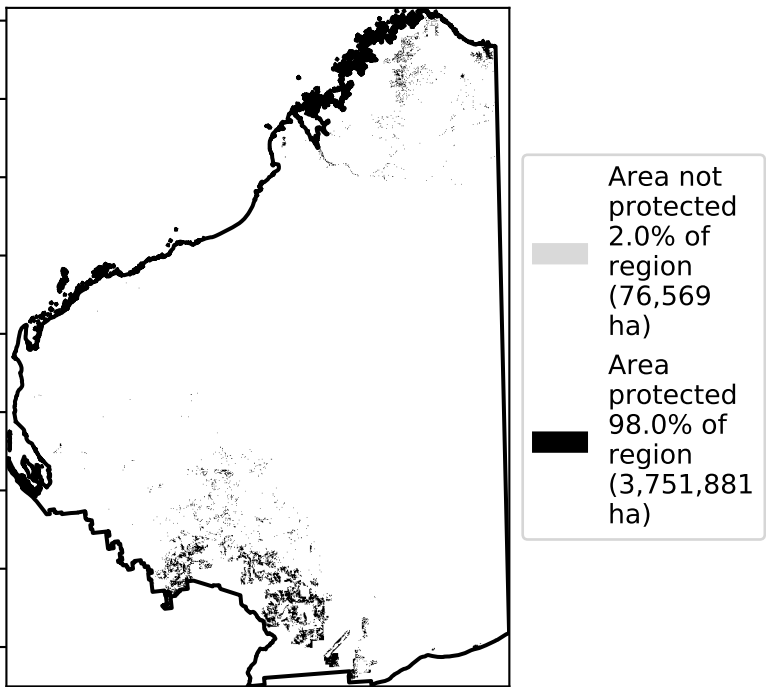 Area not
protected
2.0% of
region
(76,569
ha)
Area
protected
98.0% of
region
(3,751,881
ha)